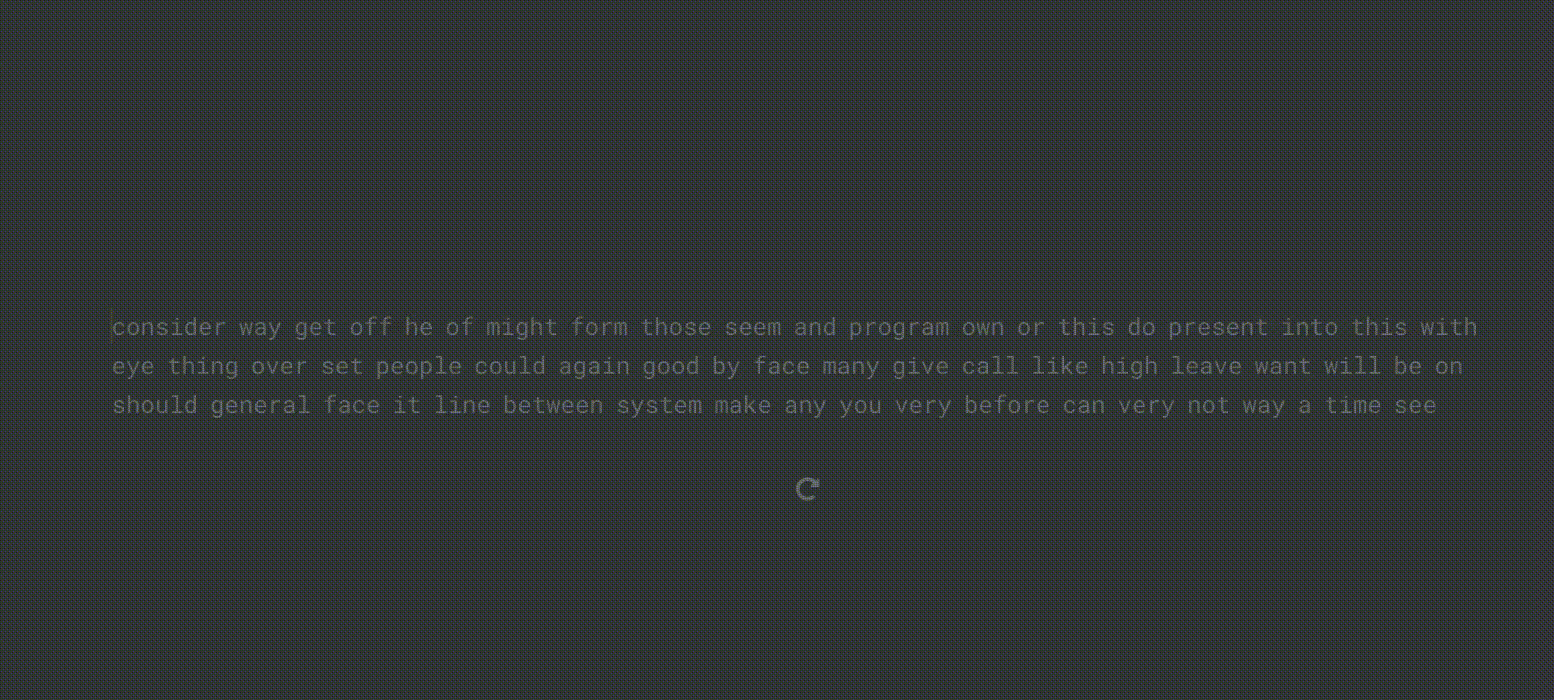 consider way get off he of might form those seem and program own or this do present into this with
eye thing over set people could again good by face many give call like high leave want will be on
should general face it line between system make any you very before can very not way a time see